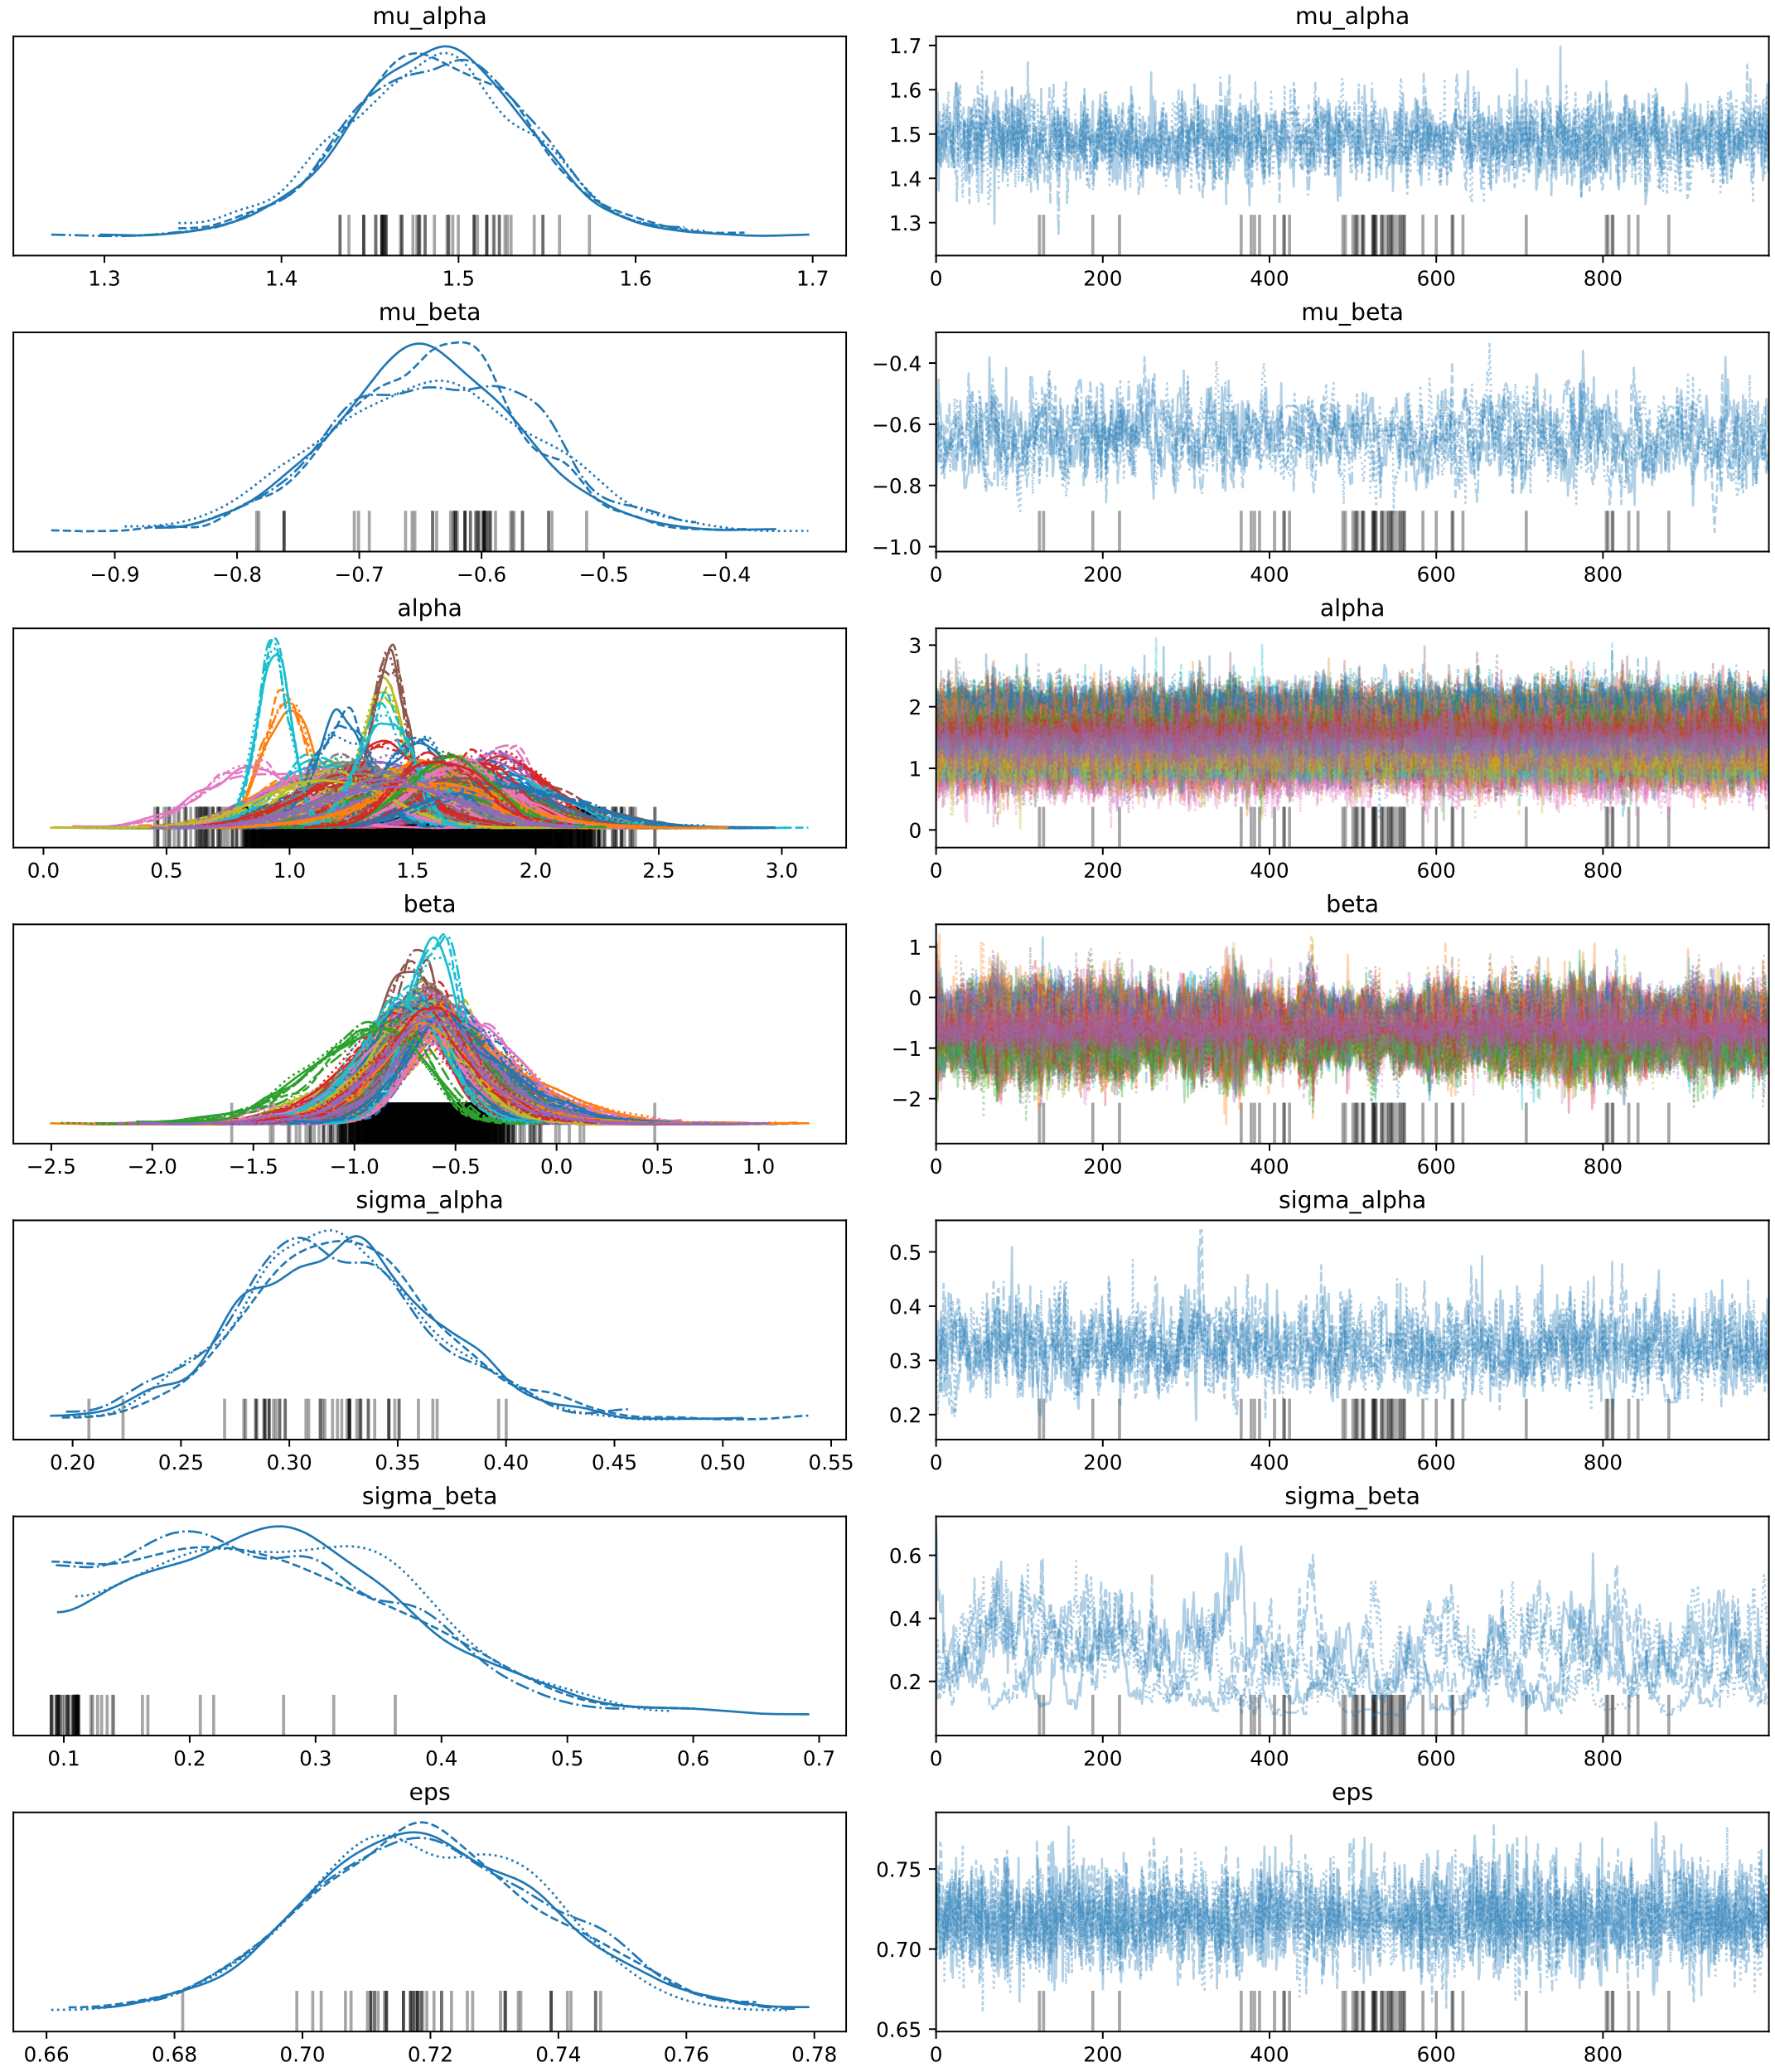 mu_alpha
mu_alpha
1.3 1.4 1.5 1.6 1.7
1.7
1.6
1.5
1.4
1.3
0 200 400 600 800
mu_beta
mu_beta
−0.9 −0.8 −0.7 −0.6 −0.5 −0.4
−0.4
−0.6
−0.8
−1.0
0 200 400 600 800
alpha
alpha
0.0 0.5 1.0 1.5 2.0 2.5 3.0
3
2
1
0
0 200 400 600 800
beta
beta
−2.5 −2.0 −1.5 −1.0 −0.5 0.0 0.5 1.0
1
0
−1
−2
0 200 400 600 800
sigma_alpha
sigma_alpha
0.20 0.25 0.30 0.35 0.40 0.45 0.50 0.55
0.5
0.4
0.3
0.2
0 200 400 600 800
sigma_beta
sigma_beta
0.1 0.2 0.3 0.4 0.5 0.6 0.7
0.6
0.4
0.2
0 200 400 600 800
eps
eps
0.66 0.68 0.70 0.72 0.74 0.76 0.78
0.75
0.70
0.65
0 200 400 600 800